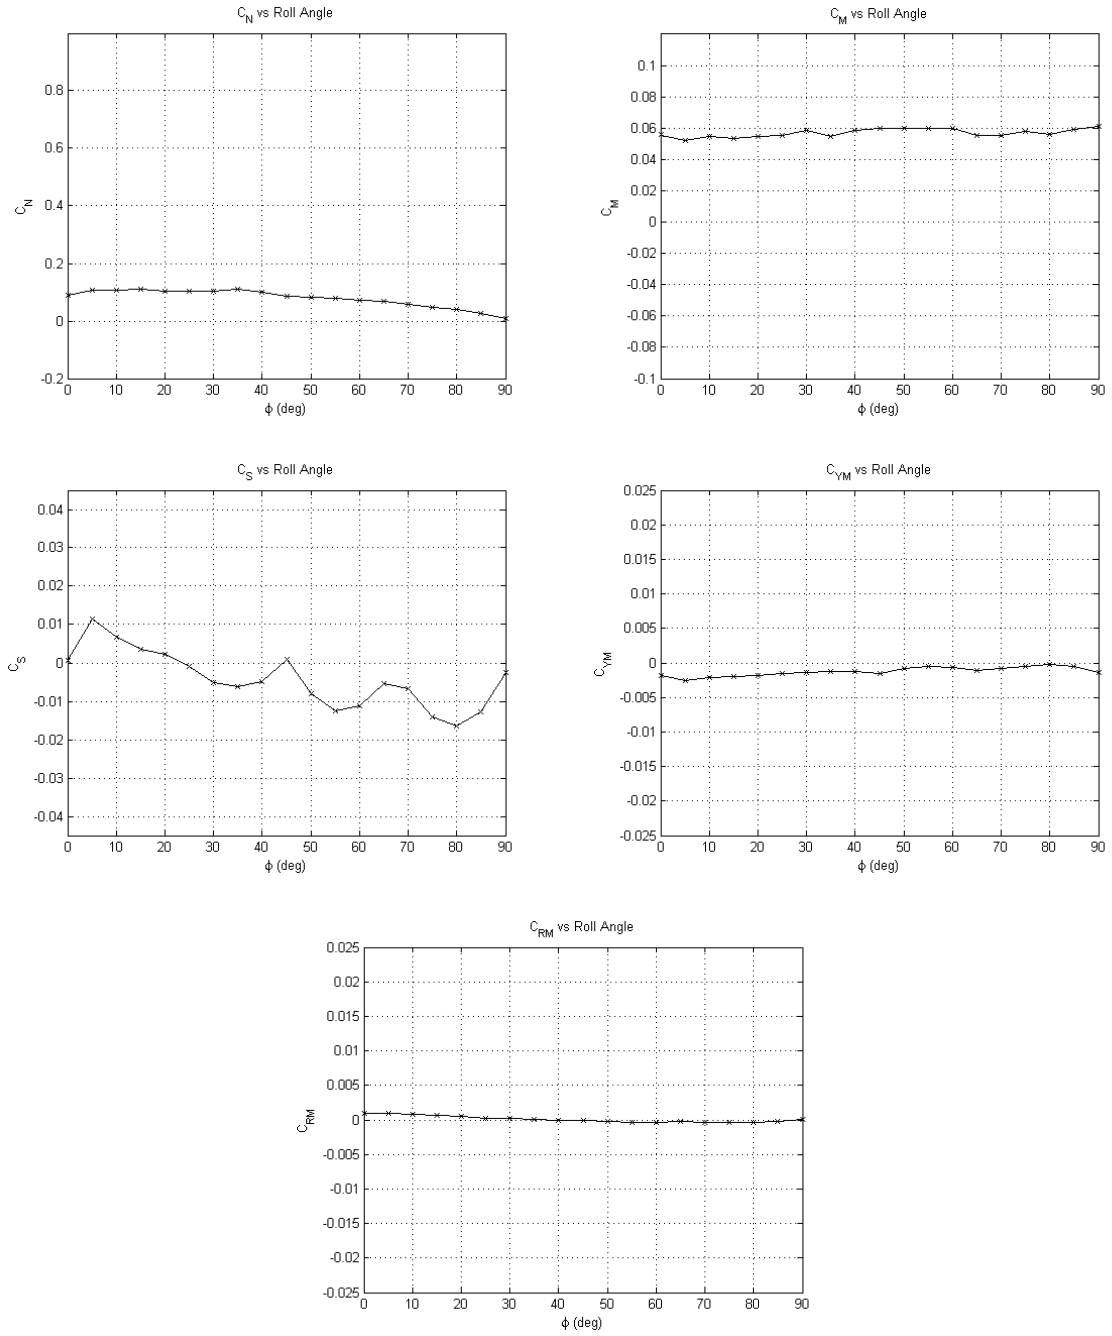 C_N vs Roll Angle
0.8
0.6
0.4
0.2
0
-0.2
C_N
0 10 20 30 40 50 60 70 80 90
ϕ (deg)
C_M vs Roll Angle
0.1
0.08
0.06
0.04
0.02
0
-0.02
-0.04
-0.06
-0.08
-0.1
C_M
0 10 20 30 40 50 60 70 80 90
ϕ (deg)
C_S vs Roll Angle
0.04
0.03
0.02
0.01
0
-0.01
-0.02
-0.03
-0.04
C_S
0 10 20 30 40 50 60 70 80 90
ϕ (deg)
C_YM vs Roll Angle
0.025
0.02
0.015
0.01
0.005
0
-0.005
-0.01
-0.015
-0.02
-0.025
C_YM
0 10 20 30 40 50 60 70 80 90
ϕ (deg)
C_RM vs Roll Angle
0.025
0.02
0.015
0.01
0.005
0
-0.005
-0.01
-0.015
-0.02
-0.025
C_RM
0 10 20 30 40 50 60 70 80 90
ϕ (deg)